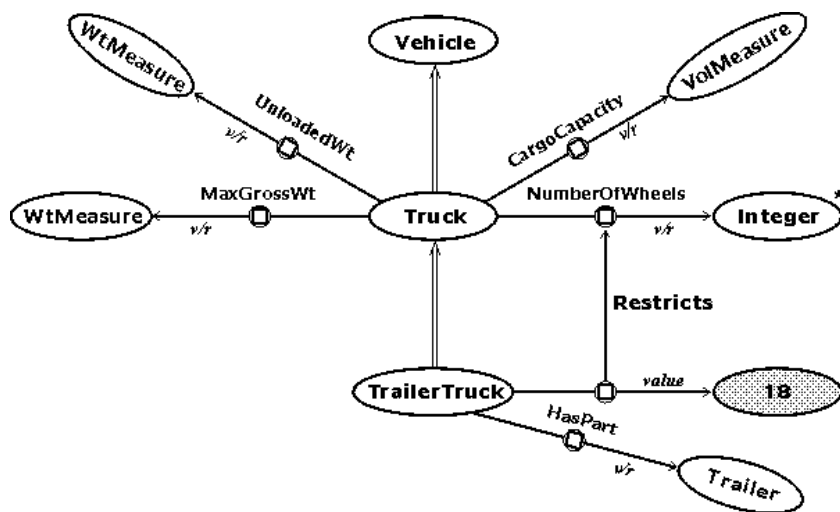 Vehicle
WtMeasure
VolMeasure
UnloadedWt
v/r
CargoCapacity
v/r
MaxGrossWt
NumberOfWheels
WtMeasure
v/r
Truck
v/r
Integer
*
Restricts
TrailerTruck
value
18
HasPart
v/r
Trailer